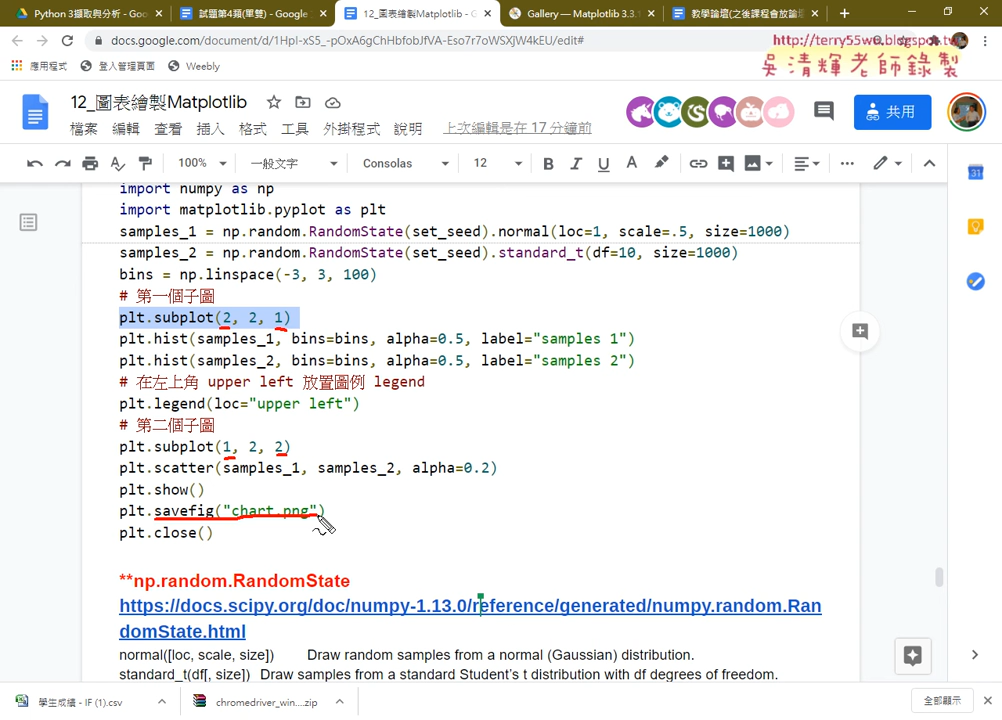 Python 3擷取與分析 - Goo
試題第4類(單雙) - Google
12_圖表繪製Matplotlib - G
Gallery — Matplotlib 3.3.
教學論壇(之後課程會放論壇
docs.google.com/document/d/1HpI-xS5_-pOxA6gChHbfobJfVA-Eso7r7oWSXjW4kEU/edit#
http://terry55wu.blogspot.tw
吳清輝老師錄製
應用程式
登入管理頁面
Weebly
12_圖表繪製Matplotlib
共用
檔案 編輯 查看 插入 格式 工具 外掛程式 說明 上次編輯是在 17 分鐘前
100% 一般文字 Consolas 12 B I U A
31
import numpy as np
import matplotlib.pyplot as plt
samples_1 = np.random.RandomState(set_seed).normal(loc=1, scale=.5, size=1000)
samples_2 = np.random.RandomState(set_seed).standard_t(df=10, size=1000)
bins = np.linspace(-3, 3, 100)
# 第一個子圖
plt.subplot(2, 2, 1)
plt.hist(samples_1, bins=bins, alpha=0.5, label="samples 1")
plt.hist(samples_2, bins=bins, alpha=0.5, label="samples 2")
# 在左上角 upper left 放置圖例 legend
plt.legend(loc="upper left")
# 第二個子圖
plt.subplot(1, 2, 2)
plt.scatter(samples_1, samples_2, alpha=0.2)
plt.show()
plt.savefig("chart.png")
plt.close()
**np.random.RandomState
https://docs.scipy.org/doc/numpy-1.13.0/reference/generated/numpy.random.Ran
domState.html
normal([loc, scale, size]) Draw random samples from a normal (Gaussian) distribution.
standard_t(df[, size]) Draw samples from a standard Student's t distribution with df degrees of freedom.
學生成績 - IF (1).csv
chromedriver_win....zip
全部顯示